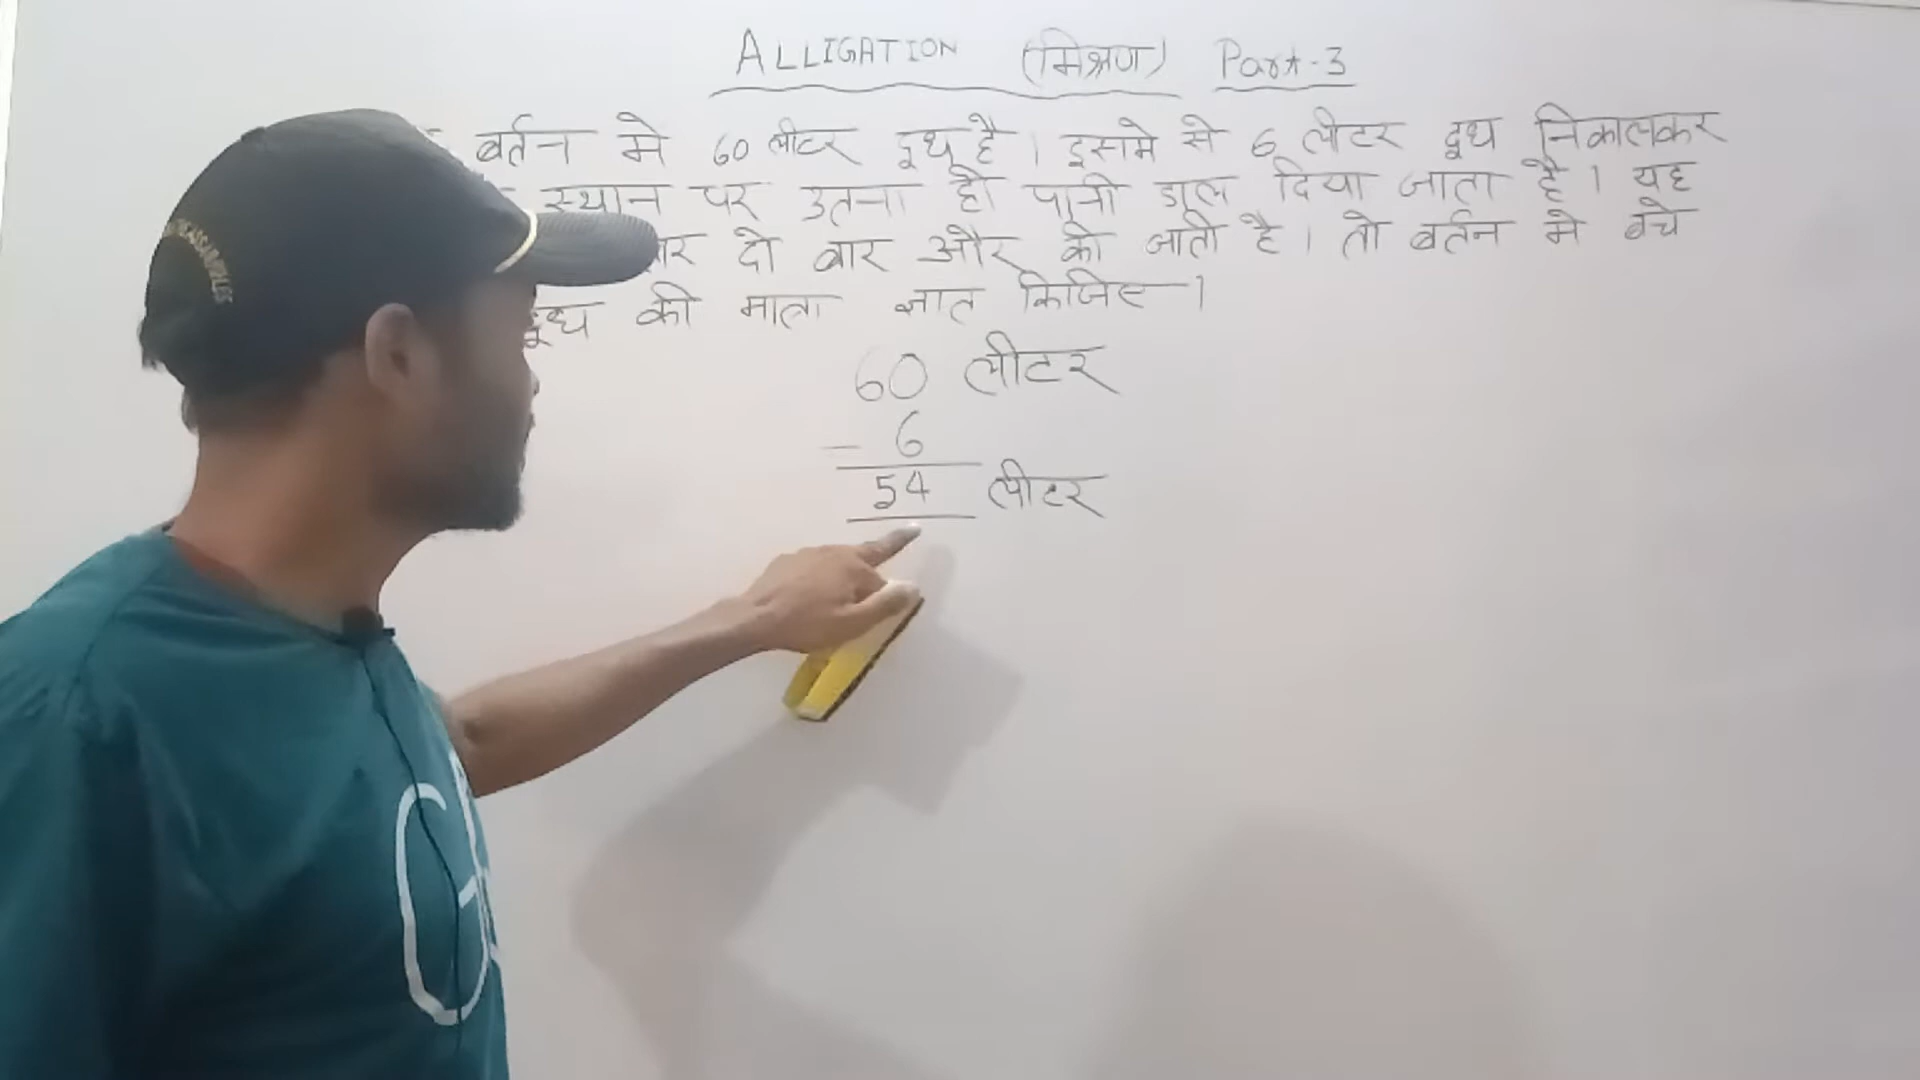 ALLIGATION (मिश्रण) Part-3
बर्तन मे 60 लीटर दूध है। इसमे से 6 लीटर दूध निकालकर
स्थान पर उतना ही पानी डाल दिया जाता है। यह
दो बार और की जाती है। तो बर्तन मे बचे
दूध की मात्रा ज्ञात किजिए।
60 लीटर
- 6
54 लीटर